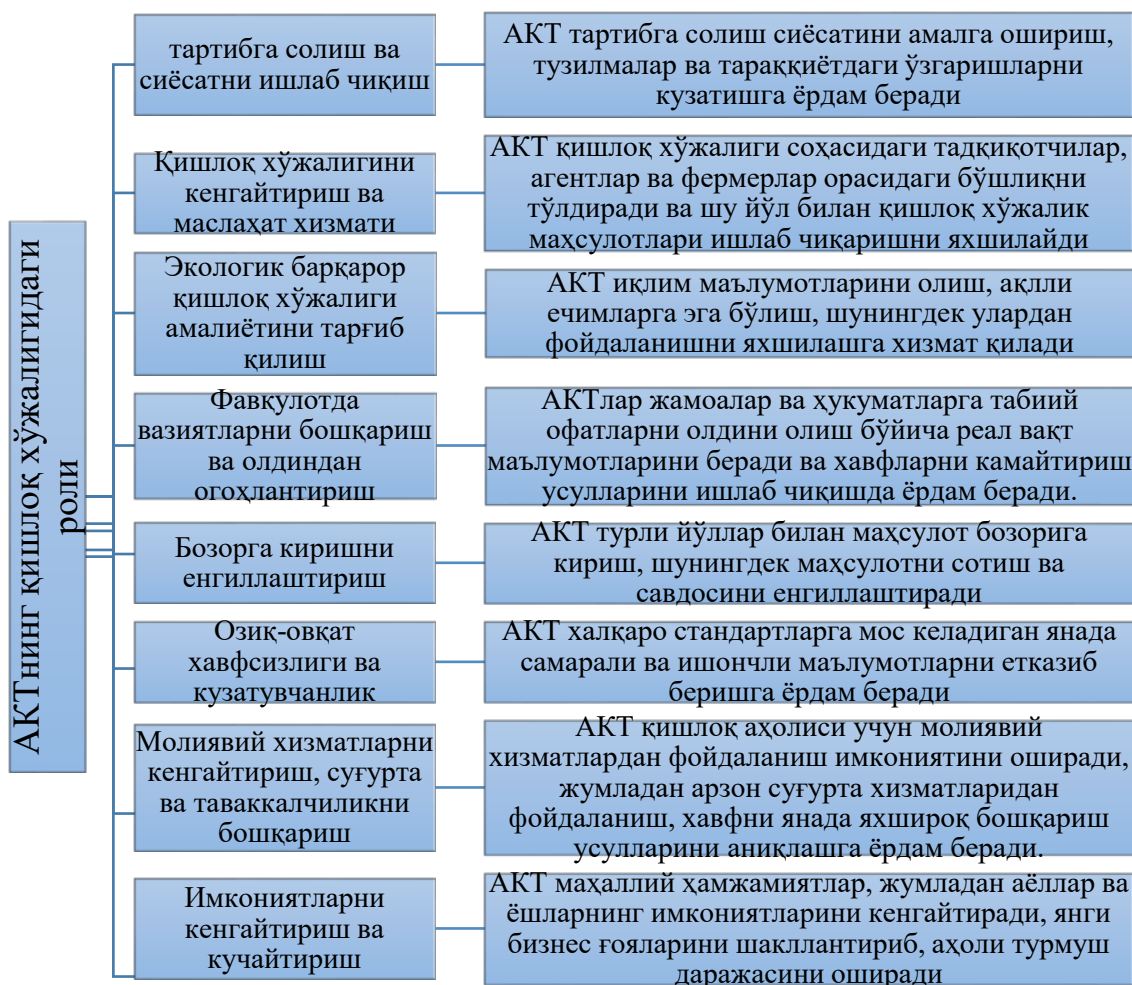 АКТнинг қишлоқ хўжалигидаги
роли
тартибга солиш ва
сиёсатни ишлаб чиқиш
АКТ тартибга солиш сиёсатини амалга ошириш,
тузилмалар ва тараққиётдаги ўзгаришларни
кузатишга ёрдам беради
Қишлоқ хўжалигини
кенгайтириш ва
маслаҳат хизмати
АКТ қишлоқ хўжалиги соҳасидаги тадқиқотчилар,
агентлар ва фермерлар орасидаги бўшлиқни
тўлдиради ва шу йўл билан қишлоқ хўжалик
маҳсулотлари ишлаб чиқаришни яхшилайди
Экологик барқарор
қишлоқ хўжалиги
амалиётини тарғиб
қилиш
АКТ иқлим маълумотларини олиш, ақлли
ечимларга эга бўлиш, шунингдек улардан
фойдаланишни яхшилашга хизмат қилади
Фавқулотда
вазиятларни бошқариш
ва олдиндан
огоҳлантириш
АКТлар жамоалар ва ҳукуматларга табиий
офатларни олдини олиш бўйича реал вақт
маълумотларини беради ва хавфларни камайтириш
усулларини ишлаб чиқишда ёрдам беради.
Бозорга киришни
енгиллаштириш
АКТ турли йўллар билан маҳсулот бозорига
кириш, шунингдек маҳсулотни сотиш ва
савдосини енгиллаштиради
Озиқ-овқат
хавфсизлиги ва
кузатувчанлик
АКТ халқаро стандартларга мос келадиган янада
самарали ва ишончли маълумотларни етказиб
беришга ёрдам беради
Молиявий хизматларни
кенгайтириш, суғурта
ва таваккалчиликни
бошқариш
АКТ қишлоқ аҳолиси учун молиявий
хизматлардан фойдаланиш имкониятини оширади,
жумладан арзон суғурта хизматларидан
фойдаланиш, хавфни янада яхшироқ бошқариш
усулларини аниқлашга ёрдам беради.
Имкониятларни
кенгайтириш ва
кучайтириш
АКТ маҳаллий ҳамжамиятлар, жумладан аёллар ва
ёшларнинг имкониятларини кенгайтиради, янги
бизнес ғояларини шакллантириб, аҳоли турмуш
даражасини оширади